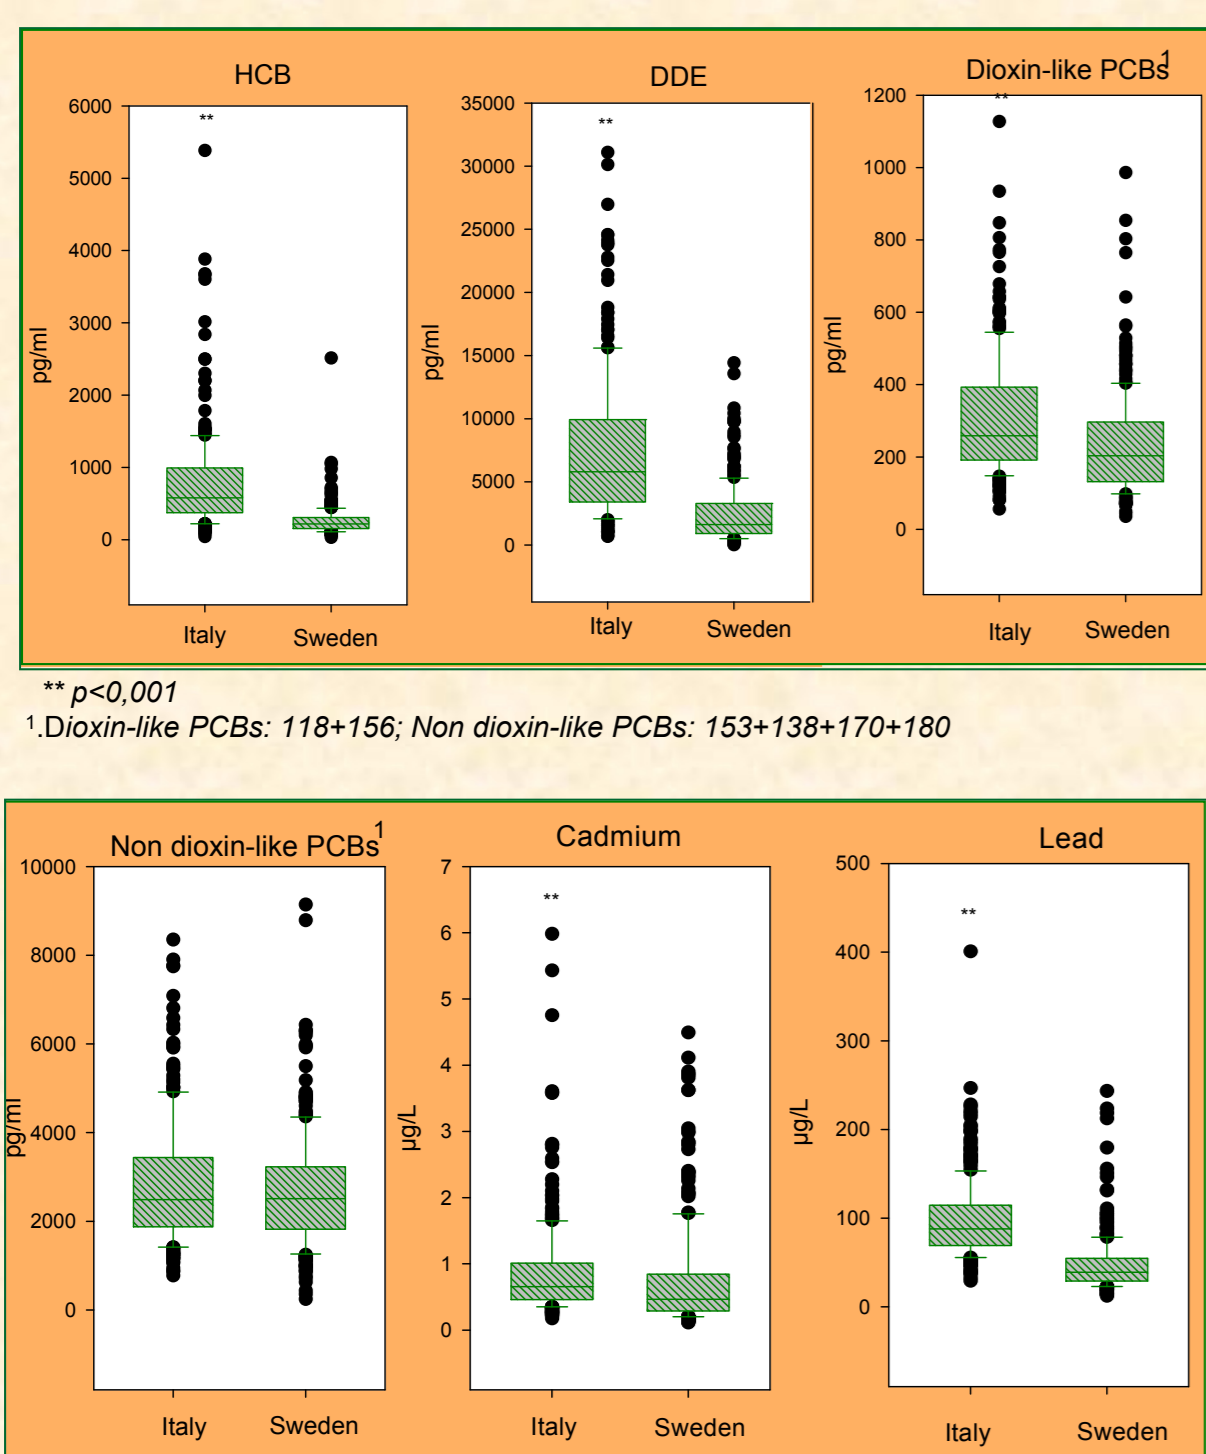 HCB
DDE
Dioxin-like PCBs1
6000
5000
4000
3000
2000
1000
0
pg/ml
**
Italy
Sweden
35000
30000
25000
20000
15000
10000
5000
0
pg/ml
**
Italy
Sweden
1200
1000
800
600
400
200
0
pg/ml
**
Italy
Sweden
** p<0,001
1.Dioxin-like PCBs: 118+156; Non dioxin-like PCBs: 153+138+170+180
Non dioxin-like PCBs1
Cadmium
Lead
10000
8000
6000
4000
2000
0
pg/ml
Italy
Sweden
7
6
5
4
3
2
1
0
µg/L
**
Italy
Sweden
500
400
300
200
100
0
µg/L
**
Italy
Sweden